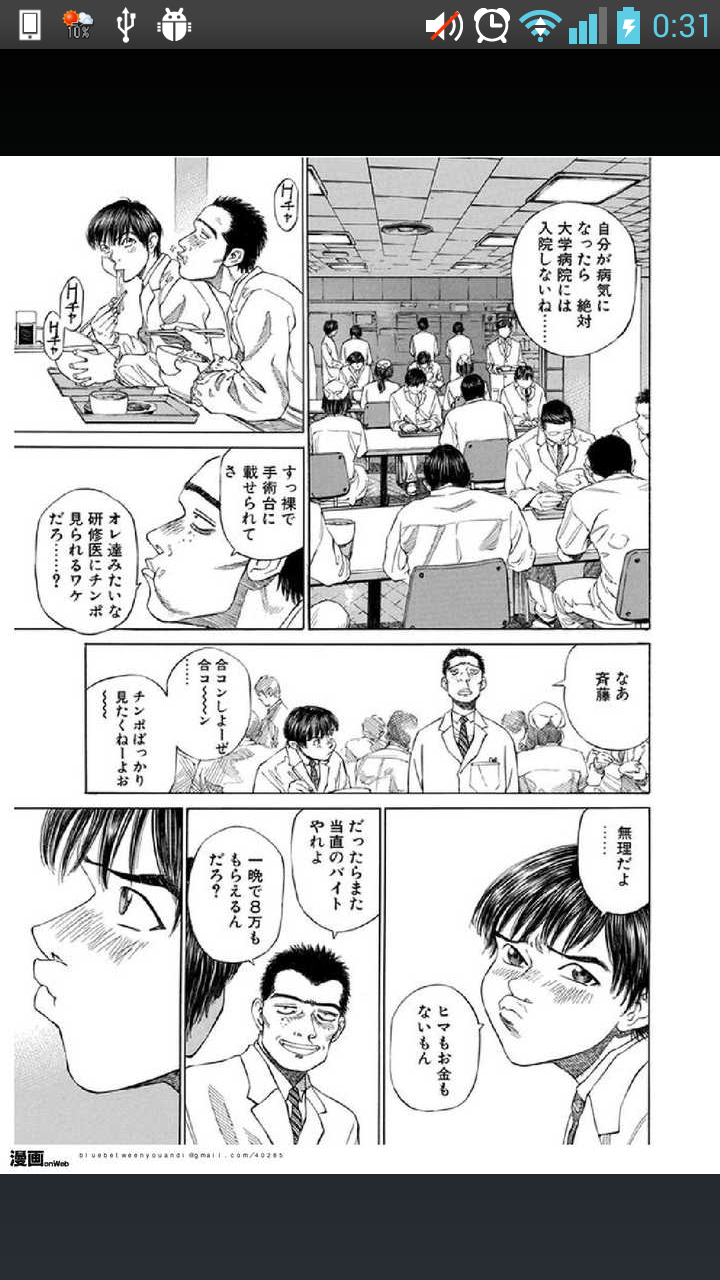 10%
0:31
自分が病気に
なったら 絶対
大学病院には
入院しないね……
クチャ
クチャ
クチャ
すっ裸で
手術台に
載せられて
さ
オレ達みたいな
研修医にチンポ
見られるワケ
だろ……?
なあ
斉藤
合コンしよーぜ
合コ〜〜ン
……
チンポばっかり
見たくねーよお
〜〜〜
無理だよ
……
ヒマもお金も
ないもん
だったらまた
当直のバイト
やれよ
一晩で8万も
もらえるん
だろ?
漫画onWeb
bluebetweenyouandi@gmail.com/40285